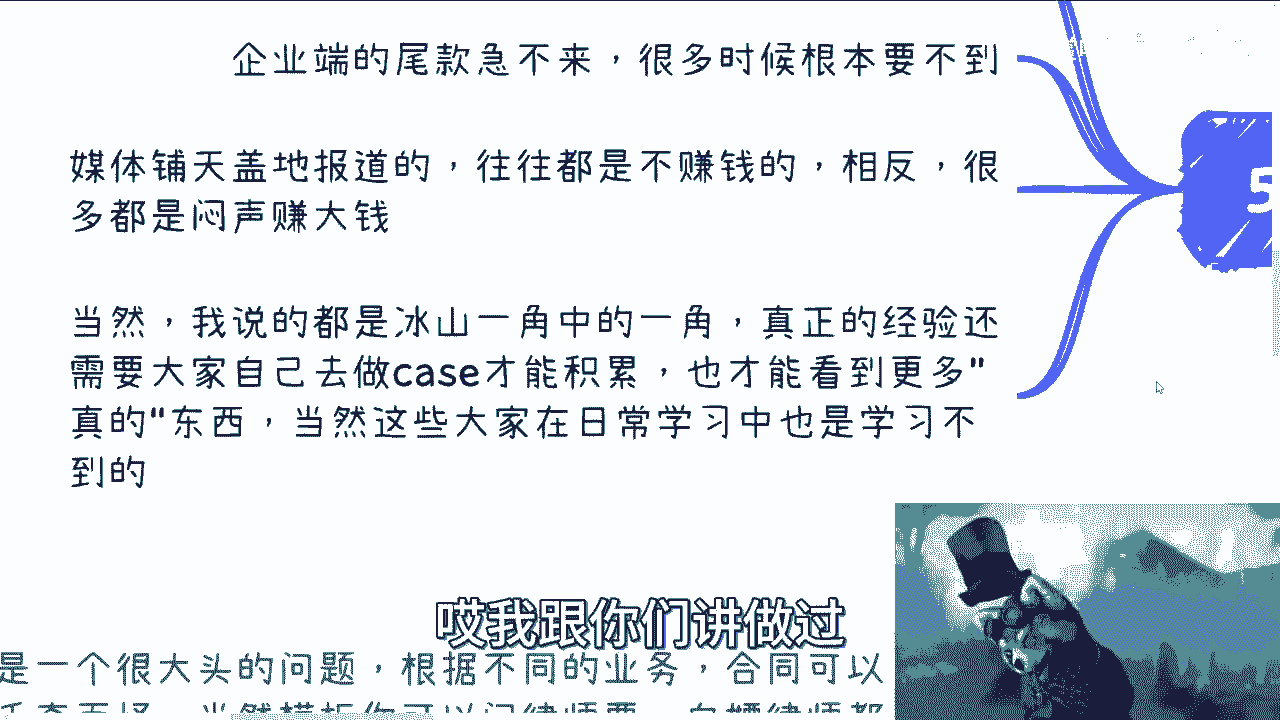 企业端的尾款急不来，很多时候根本要不到
媒体铺天盖地报道的，往往都是不赚钱的，相反，很
多都是闷声赚大钱
当然，我说的都是冰山一角中的一角，真正的经验还
需要大家自己去做case才能积累，也才能看到更多"
真的"东西，当然这些大家在日常学习中也是学习不
到的
5
哎我跟你们讲做过
是一个很大头的问题，根据不同的业务，合同可以